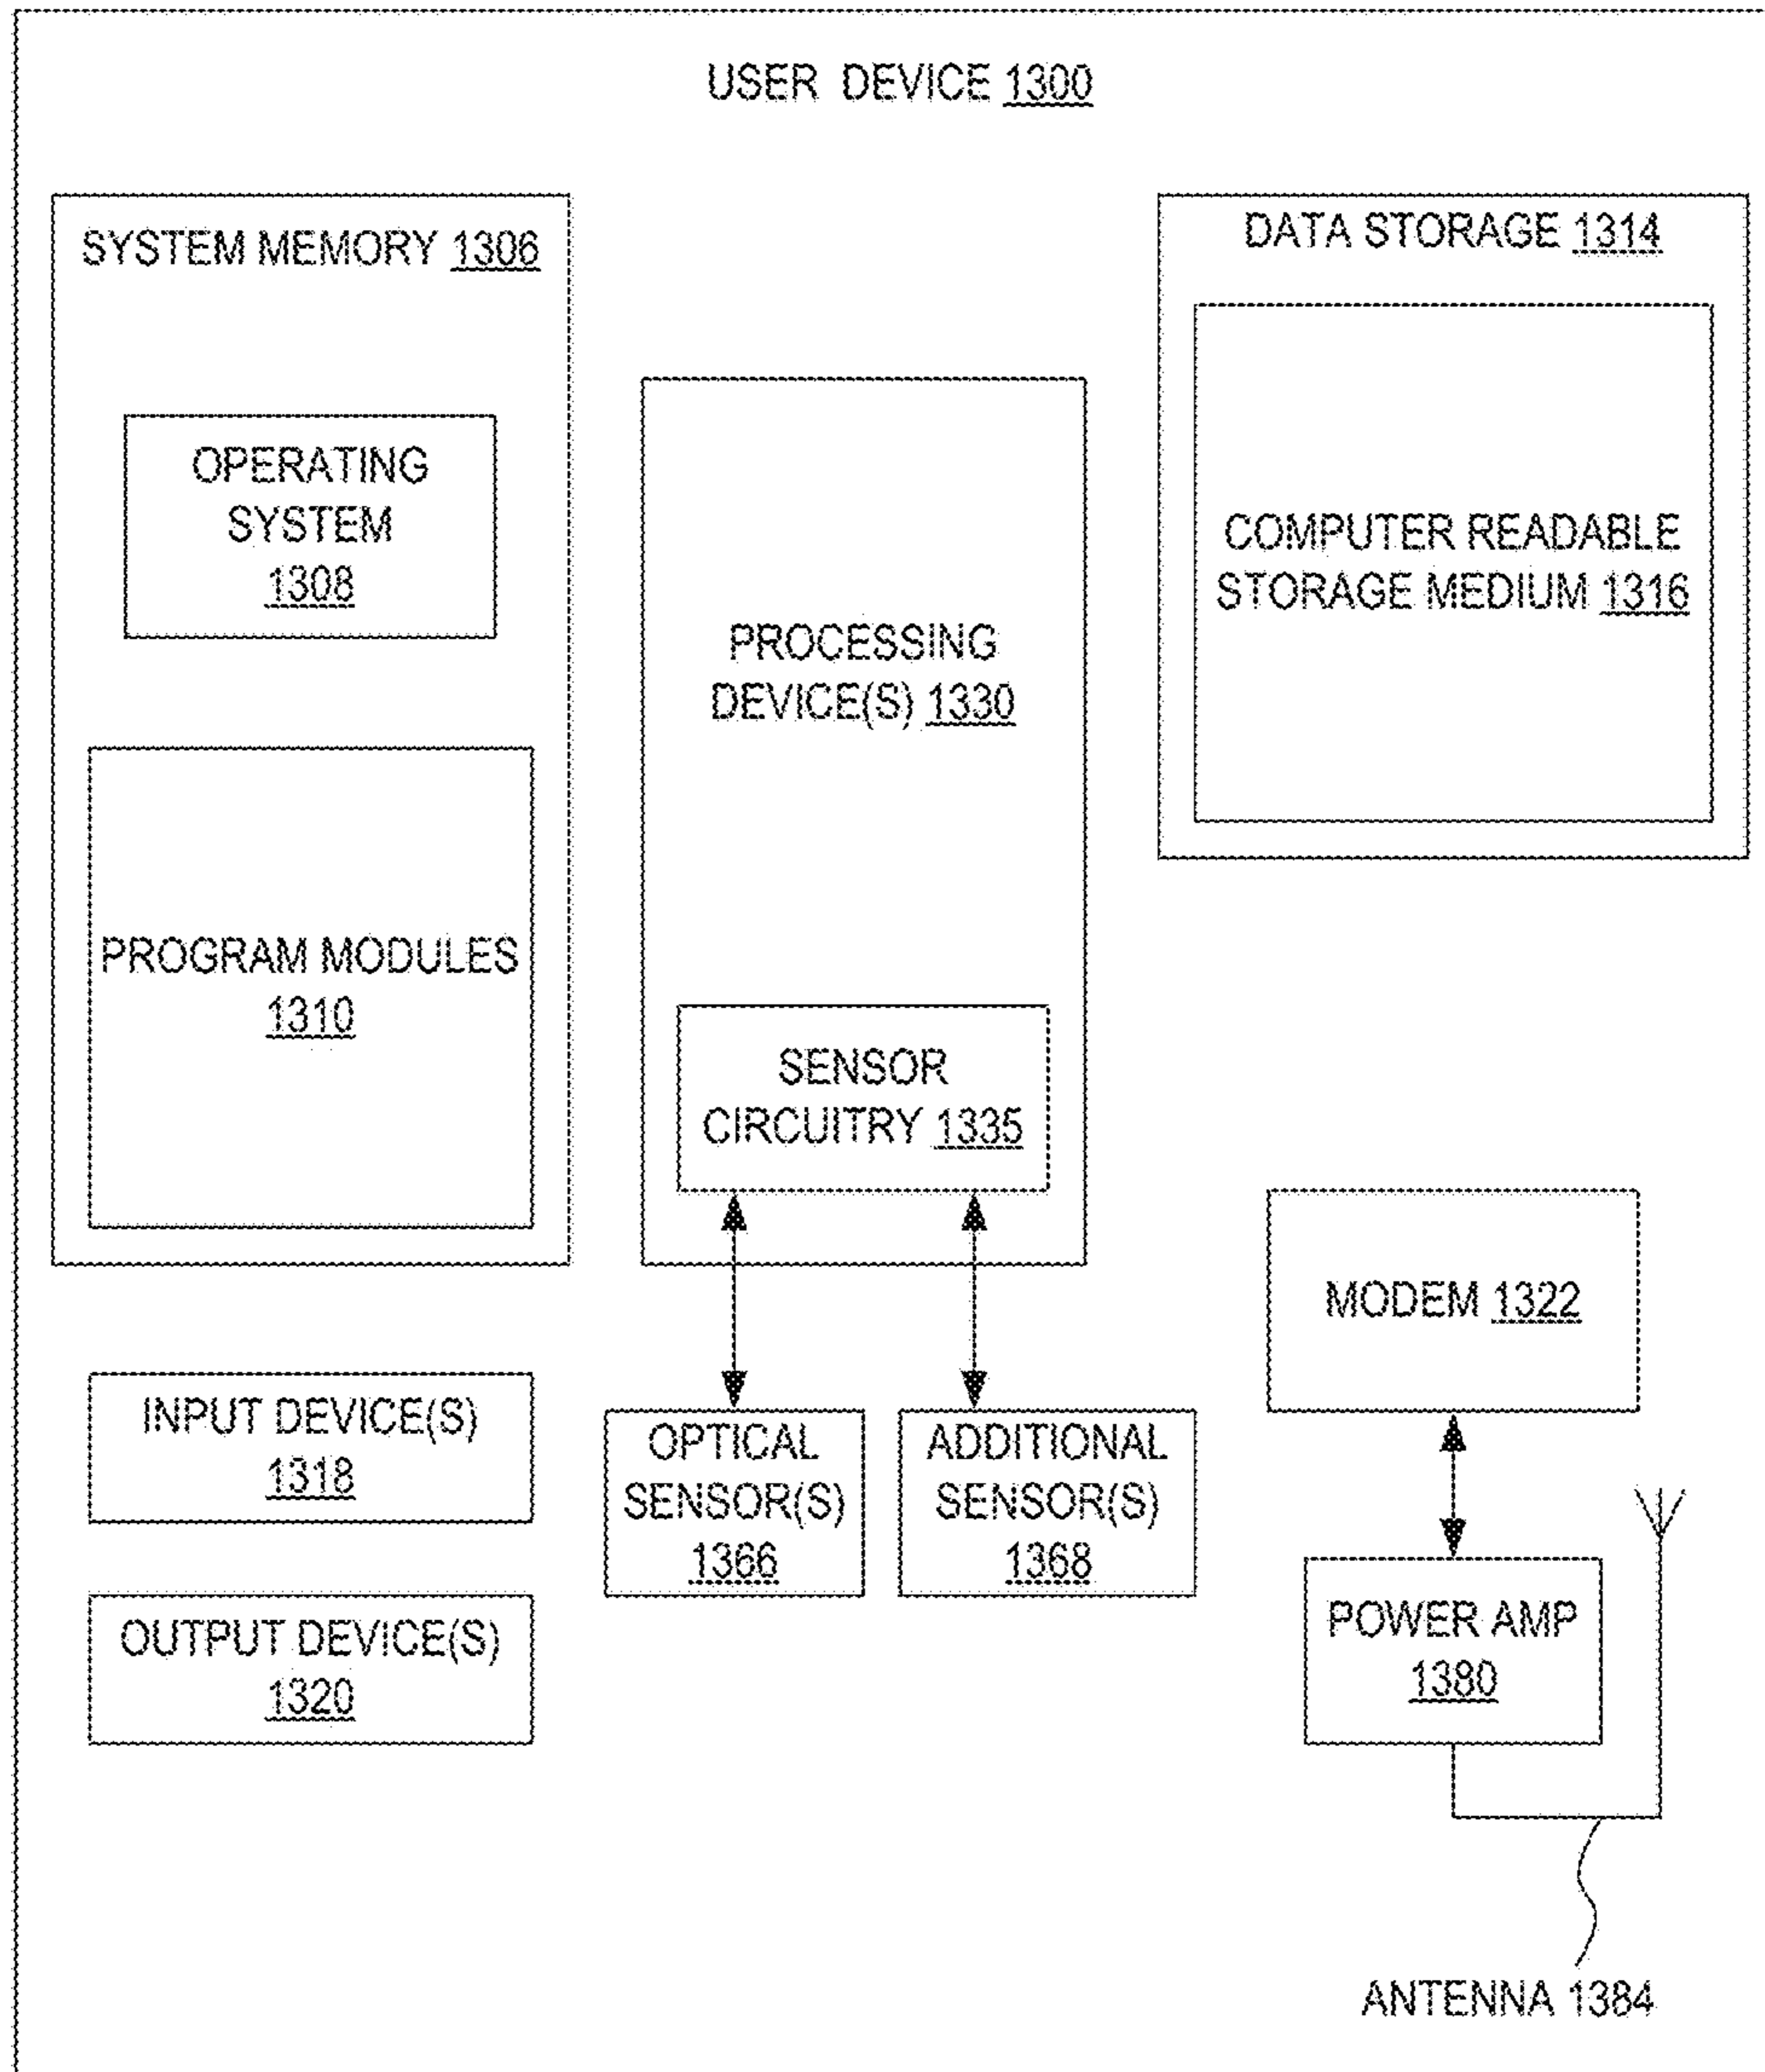 USER DEVICE 1300
SYSTEM MEMORY 1306
OPERATING
SYSTEM
1308
PROGRAM MODULES
1310
PROCESSING
DEVICE(S) 1330
SENSOR
CIRCUITRY 1335
DATA STORAGE 1314
COMPUTER READABLE
STORAGE MEDIUM 1316
INPUT DEVICE(S)
1318
OUTPUT DEVICE(S)
1320
OPTICAL
SENSOR(S)
1366
ADDITIONAL
SENSOR(S)
1368
MODEM 1322
POWER AMP
1380
ANTENNA 1384